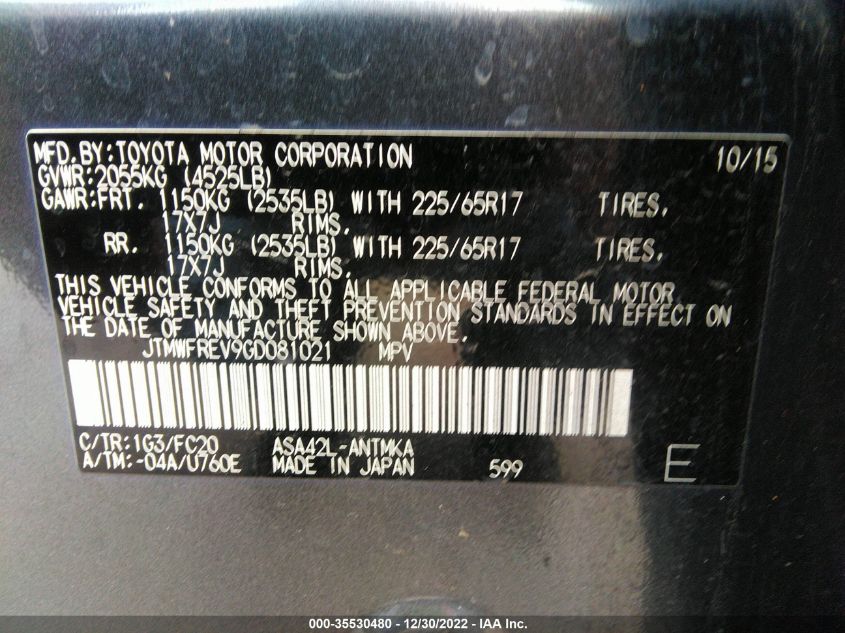 MFD.BY:TOYOTA MOTOR CORPORATION 10/15
GVWR:2055KG (4525LB)
GAWR:FRT. 1150KG (2535LB) WITH 225/65R17 TIRES,
17X7J RIMS,
RR. 1150KG (2535LB) WITH 225/65R17 TIRES,
17X7J RIMS,
THIS VEHICLE CONFORMS TO ALL APPLICABLE FEDERAL MOTOR
VEHICLE SAFETY AND THEFT PREVENTION STANDARDS IN EFFECT ON
THE DATE OF MANUFACTURE SHOWN ABOVE.
JTMWFREV9GD081021 MPV
C/TR:1G3/FC20 ASA42L-ANTMKA
A/TM:-04A/U760E MADE IN JAPAN 599 E
000-35530480 - 12/30/2022 - IAA Inc.